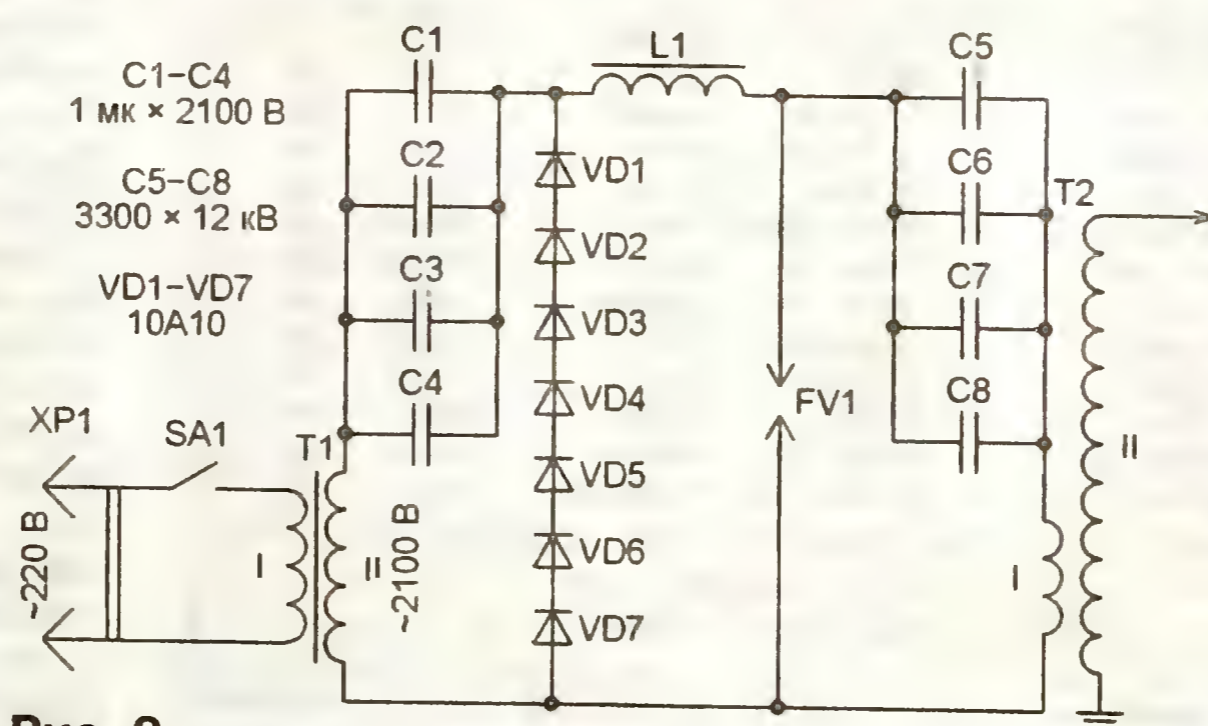 C1–C4
1 мк × 2100 В
C5–C8
3300 × 12 кВ
VD1–VD7
10A10
C1
C2
C3
C4
L1
VD1
VD2
VD3
VD4
VD5
VD6
VD7
FV1
C5
C6
C7
C8
T2
I
II
XP1
SA1
T1
~220 В
I
II
~2100 В